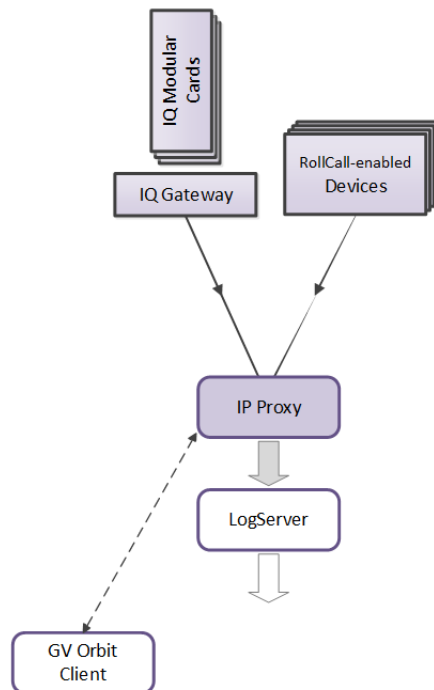 IQ Modular
Cards
IQ Gateway
RollCall-enabled
Devices
IP Proxy
LogServer
GV Orbit
Client